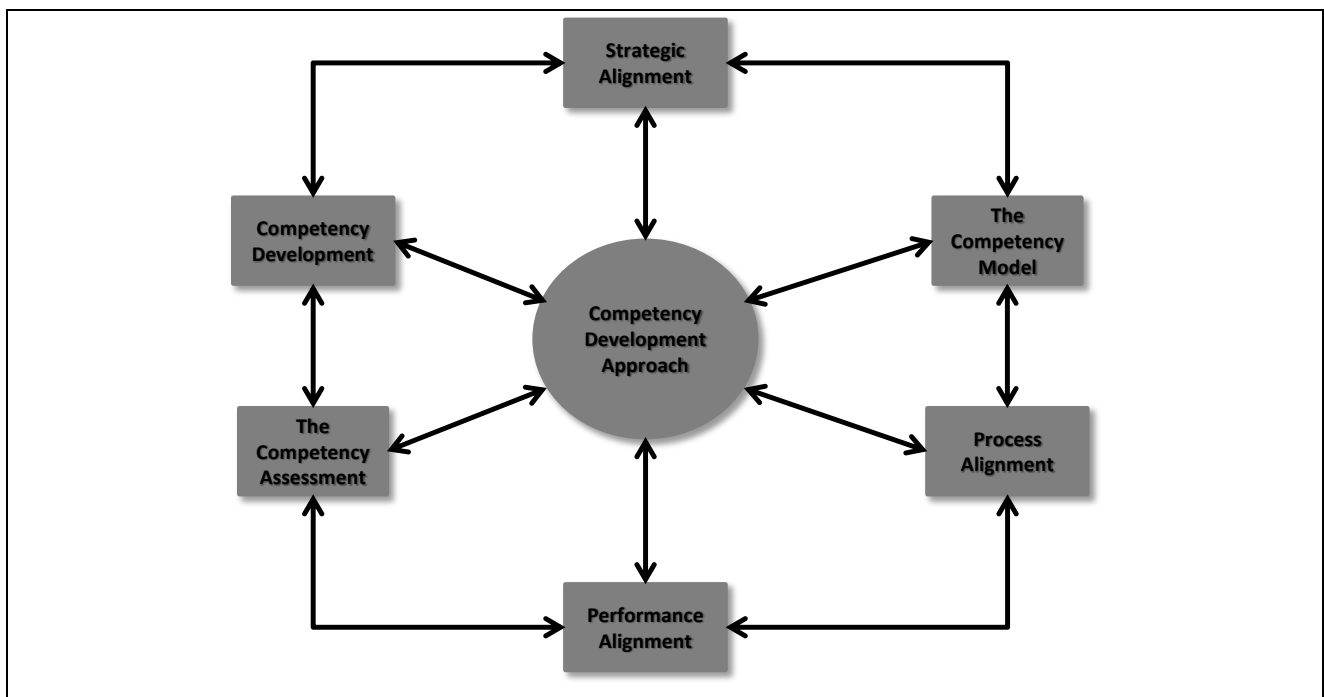 Strategic
Alignment
Competency
Development
The
Competency
Model
Competency
Development
Approach
The
Competency
Assessment
Process
Alignment
Performance
Alignment